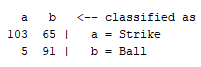 a b <-- classified as
103 65 | a = Strike
5 91 | b = Ball